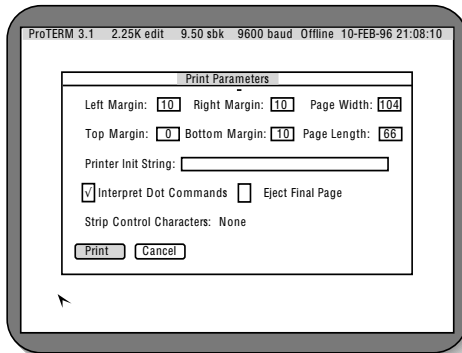 ProTERM 3.1 2.25K edit 9.50 sbk 9600 baud Offline 10-FEB-96 21:08:10
Print Parameters
Left Margin: 10 Right Margin: 10 Page Width: 104
Top Margin: 0 Bottom Margin: 10 Page Length: 66
Printer Init String:
√ Interpret Dot Commands Eject Final Page
Strip Control Characters: None
Print Cancel